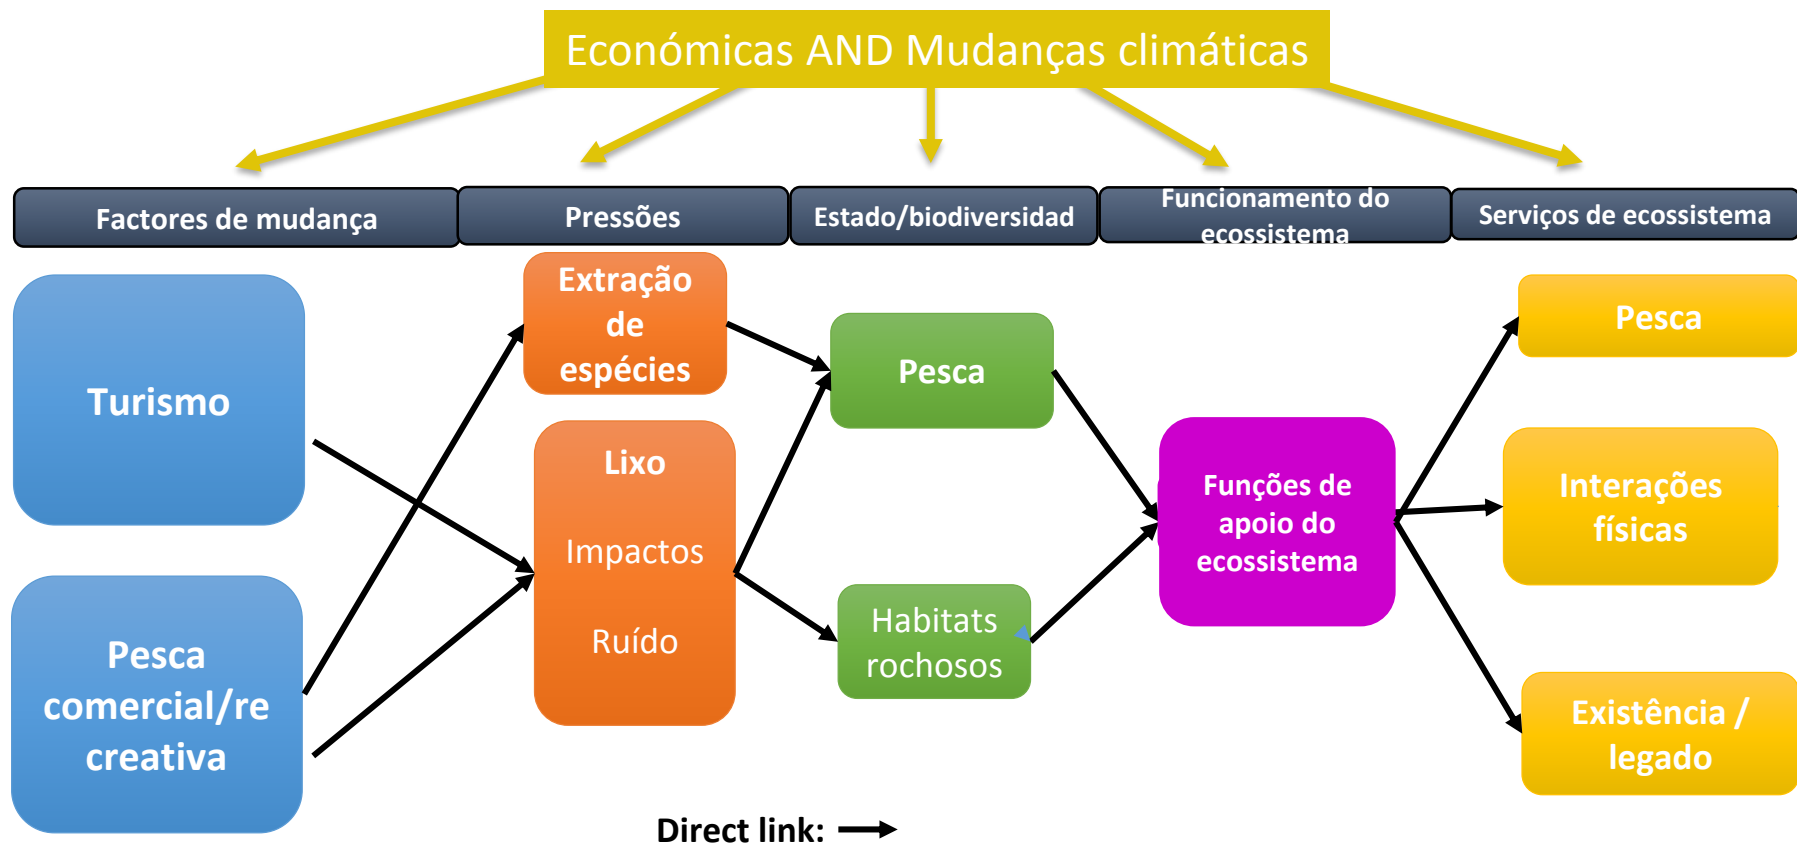 Económicas AND Mudanças climáticas
Factores de mudança
Pressões
Estado/biodiversidad
Funcionamento do
ecossistema
Serviços de ecossistema
Turismo
Pesca
comercial/re
creativa
Extração
de
espécies
Lixo
Impactos
Ruído
Pesca
Habitats
rochosos
Funções de
apoio do
ecossistema
Pesca
Interações
físicas
Existência /
legado
Direct link: